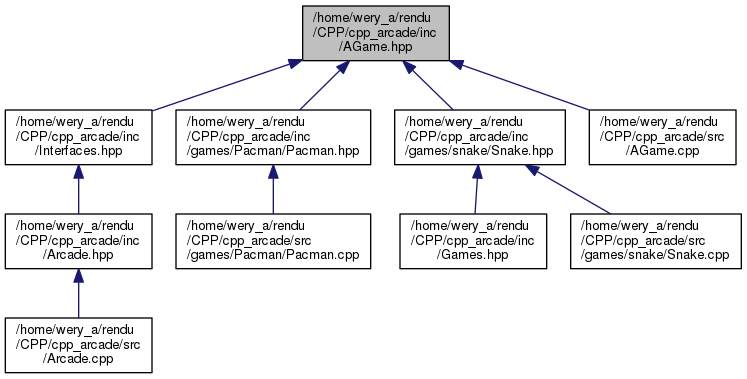 /home/wery_a/rendu
/CPP/cpp_arcade/inc
/AGame.hpp
/home/wery_a/rendu
/CPP/cpp_arcade/inc
/Interfaces.hpp
/home/wery_a/rendu
/CPP/cpp_arcade/inc
/games/Pacman/Pacman.hpp
/home/wery_a/rendu
/CPP/cpp_arcade/inc
/games/snake/Snake.hpp
/home/wery_a/rendu
/CPP/cpp_arcade/src
/AGame.cpp
/home/wery_a/rendu
/CPP/cpp_arcade/inc
/Arcade.hpp
/home/wery_a/rendu
/CPP/cpp_arcade/src
/games/Pacman/Pacman.cpp
/home/wery_a/rendu
/CPP/cpp_arcade/inc
/Games.hpp
/home/wery_a/rendu
/CPP/cpp_arcade/src
/games/snake/Snake.cpp
/home/wery_a/rendu
/CPP/cpp_arcade/src
/Arcade.cpp